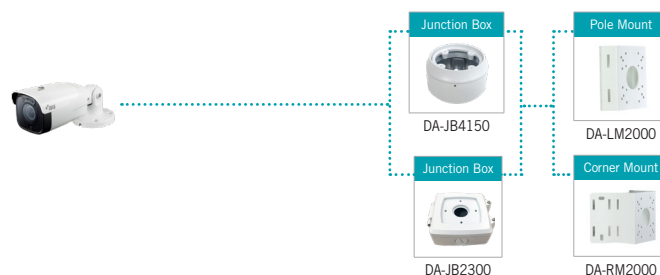 Junction Box
Pole Mount
DA-JB4150
DA-LM2000
Junction Box
Corner Mount
DA-JB2300
DA-RM2000